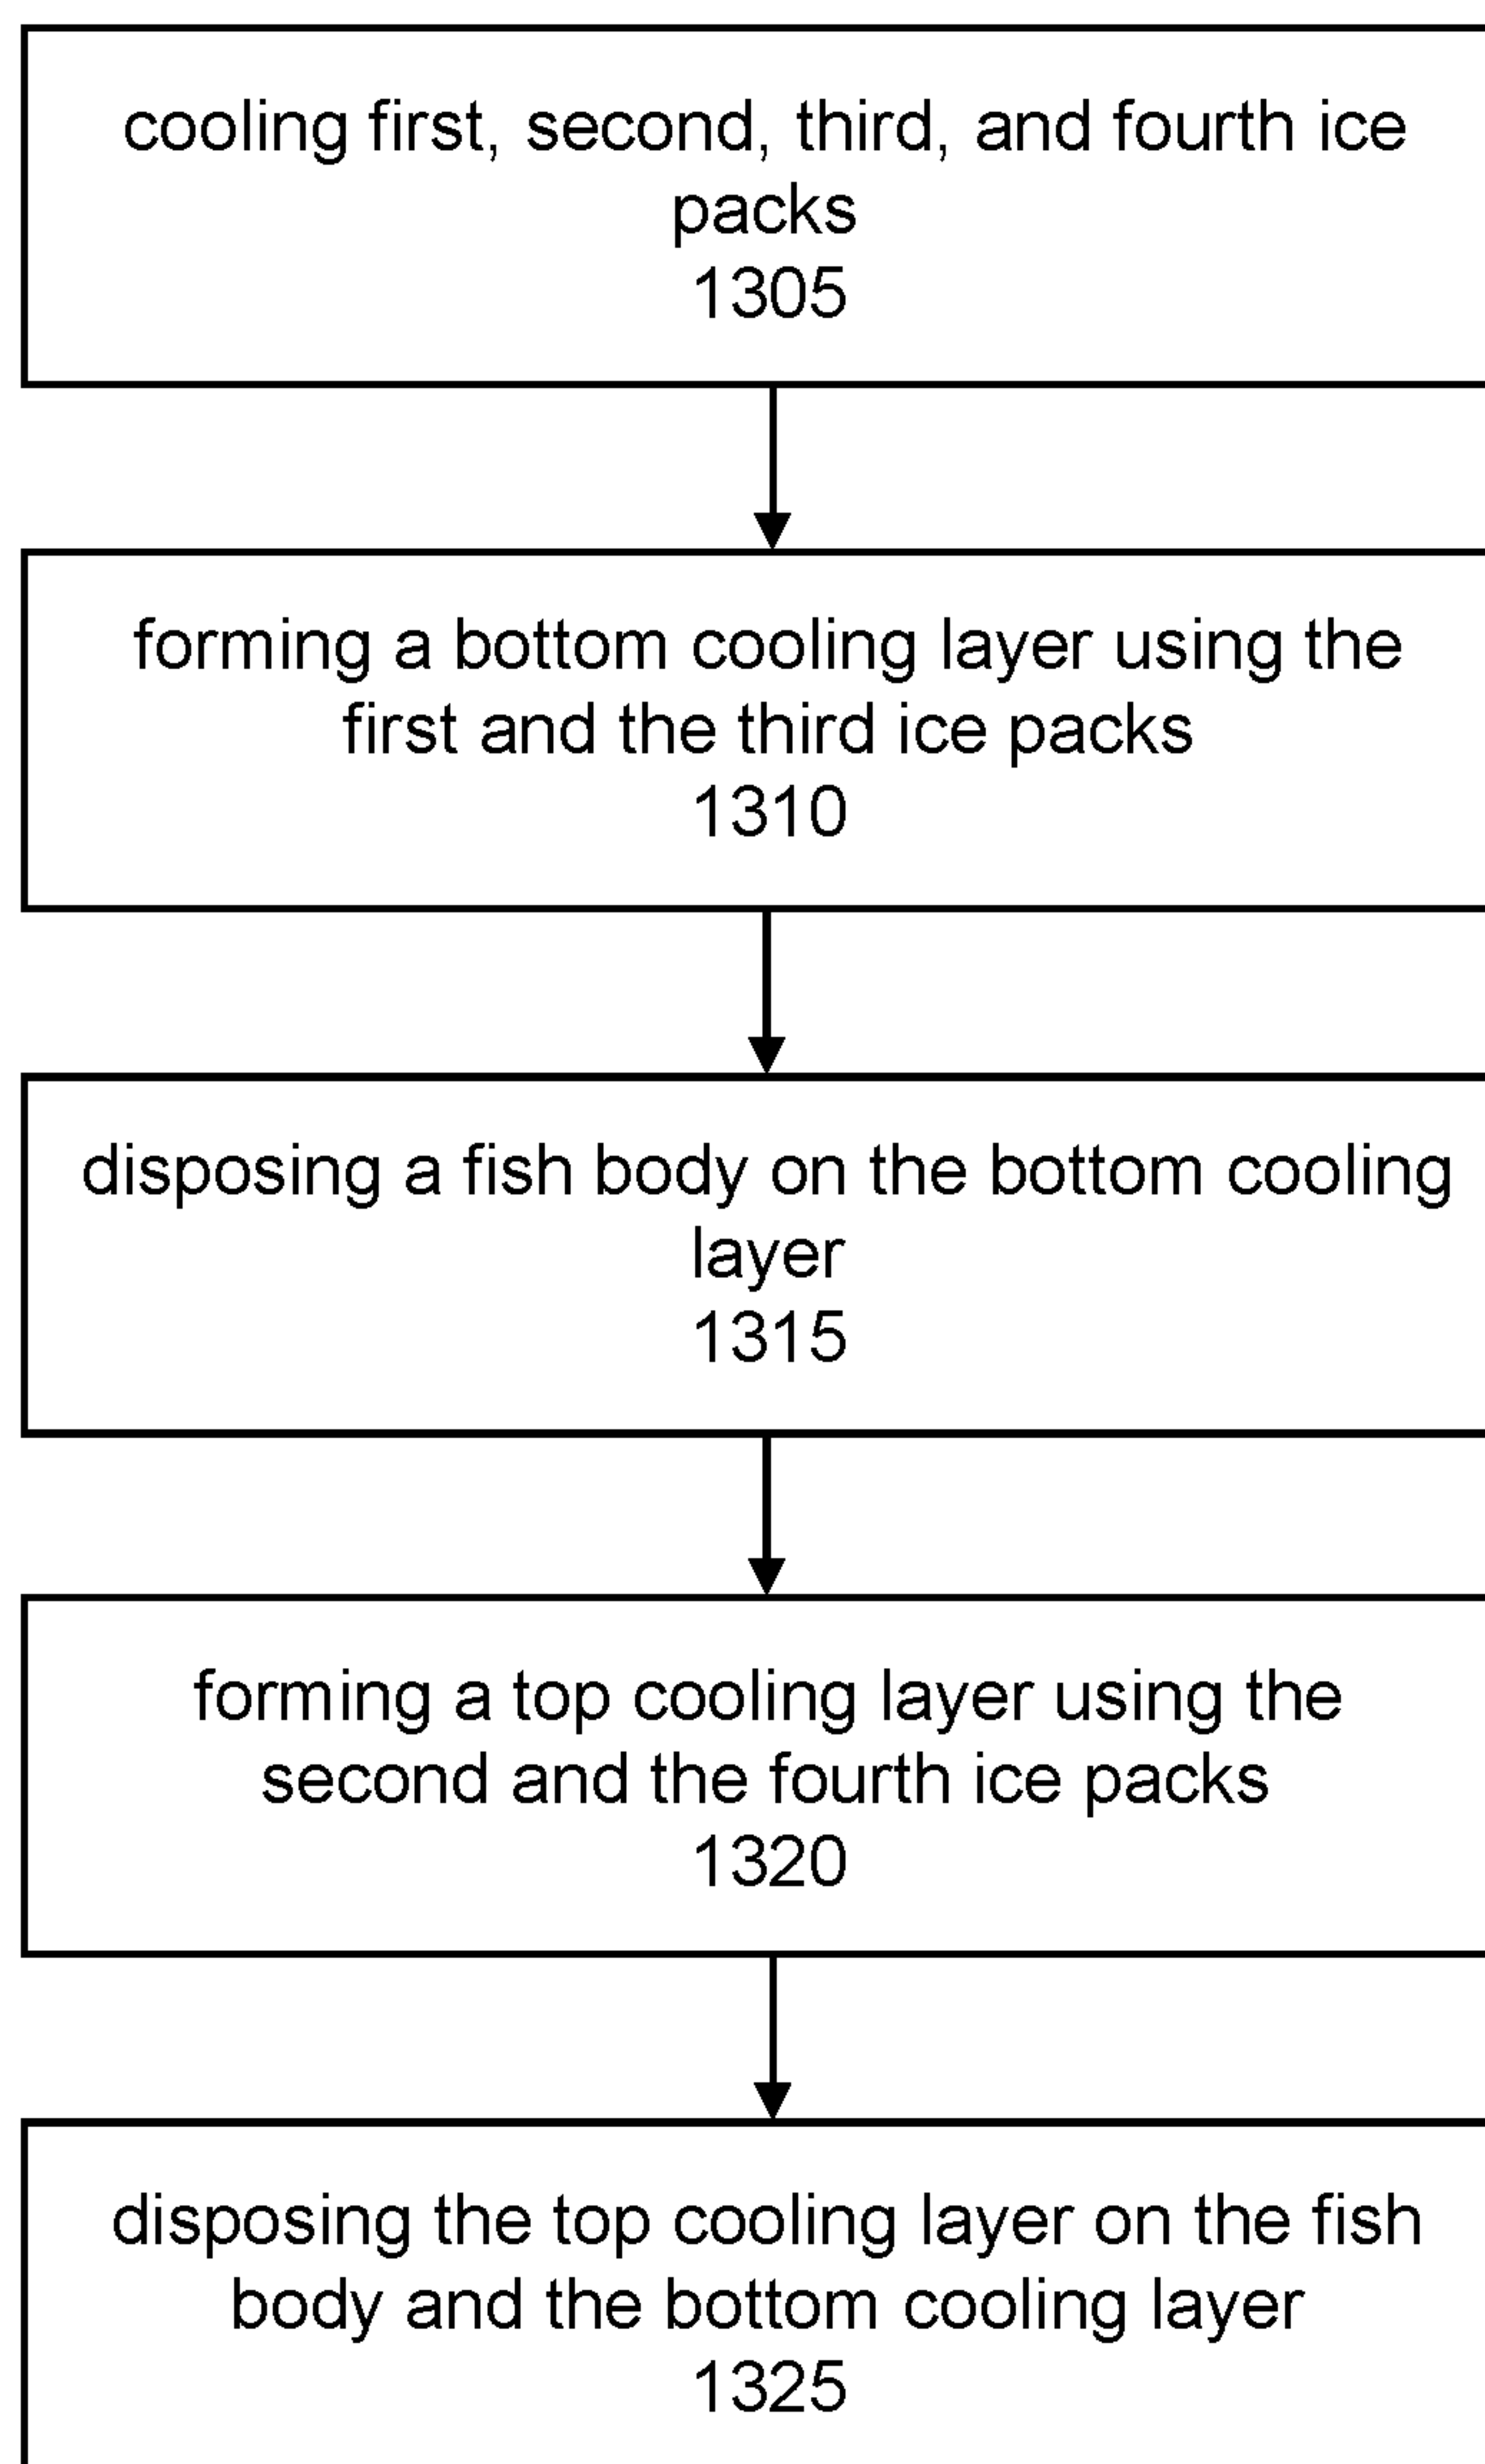 cooling first, second, third, and fourth ice
packs
1305
forming a bottom cooling layer using the
first and the third ice packs
1310
disposing a fish body on the bottom cooling
layer
1315
forming a top cooling layer using the
second and the fourth ice packs
1320
disposing the top cooling layer on the fish
body and the bottom cooling layer
1325